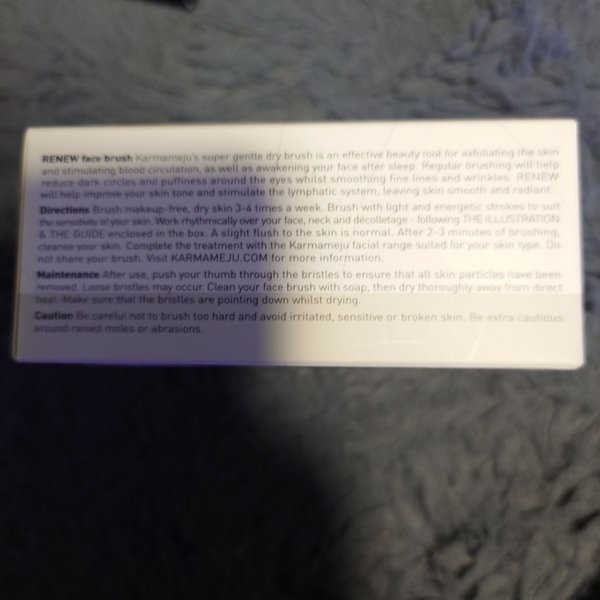 RENEW face brush Karmameju's super gentle dry brush is an effective beauty tool for exfoliating the skin
and stimulating blood circulation, as well as awakening your face after sleep. Regular brushing will help
reduce dark circles and puffiness around the eyes whilst smoothing fine lines and wrinkles. RENEW
will help improve your skin tone and stimulate the lymphatic system, leaving skin smooth and radiant.
Directions Brush makeup-free, dry skin 3-4 times a week. Brush with light and energetic strokes to suit
the sensitivity of your skin. Work rhythmically over your face, neck and décolletage - following THE ILLUSTRATION
& THE GUIDE enclosed in the box. A slight flush to the skin is normal. After 2-3 minutes of brushing,
cleanse your skin. Complete the treatment with the Karmameju facial range suited for your skin type. Do
not share your brush. Visit KARMAMEJU.COM for more information.
Maintenance After use, push your thumb through the bristles to ensure that all skin particles have been
removed. Loose bristles may occur. Clean your face brush with soap, then dry thoroughly away from direct
heat. Make sure that the bristles are pointing down whilst drying.
Caution Be careful not to brush too hard and avoid irritated, sensitive or broken skin. Be extra cautious
around raised moles or abrasions.